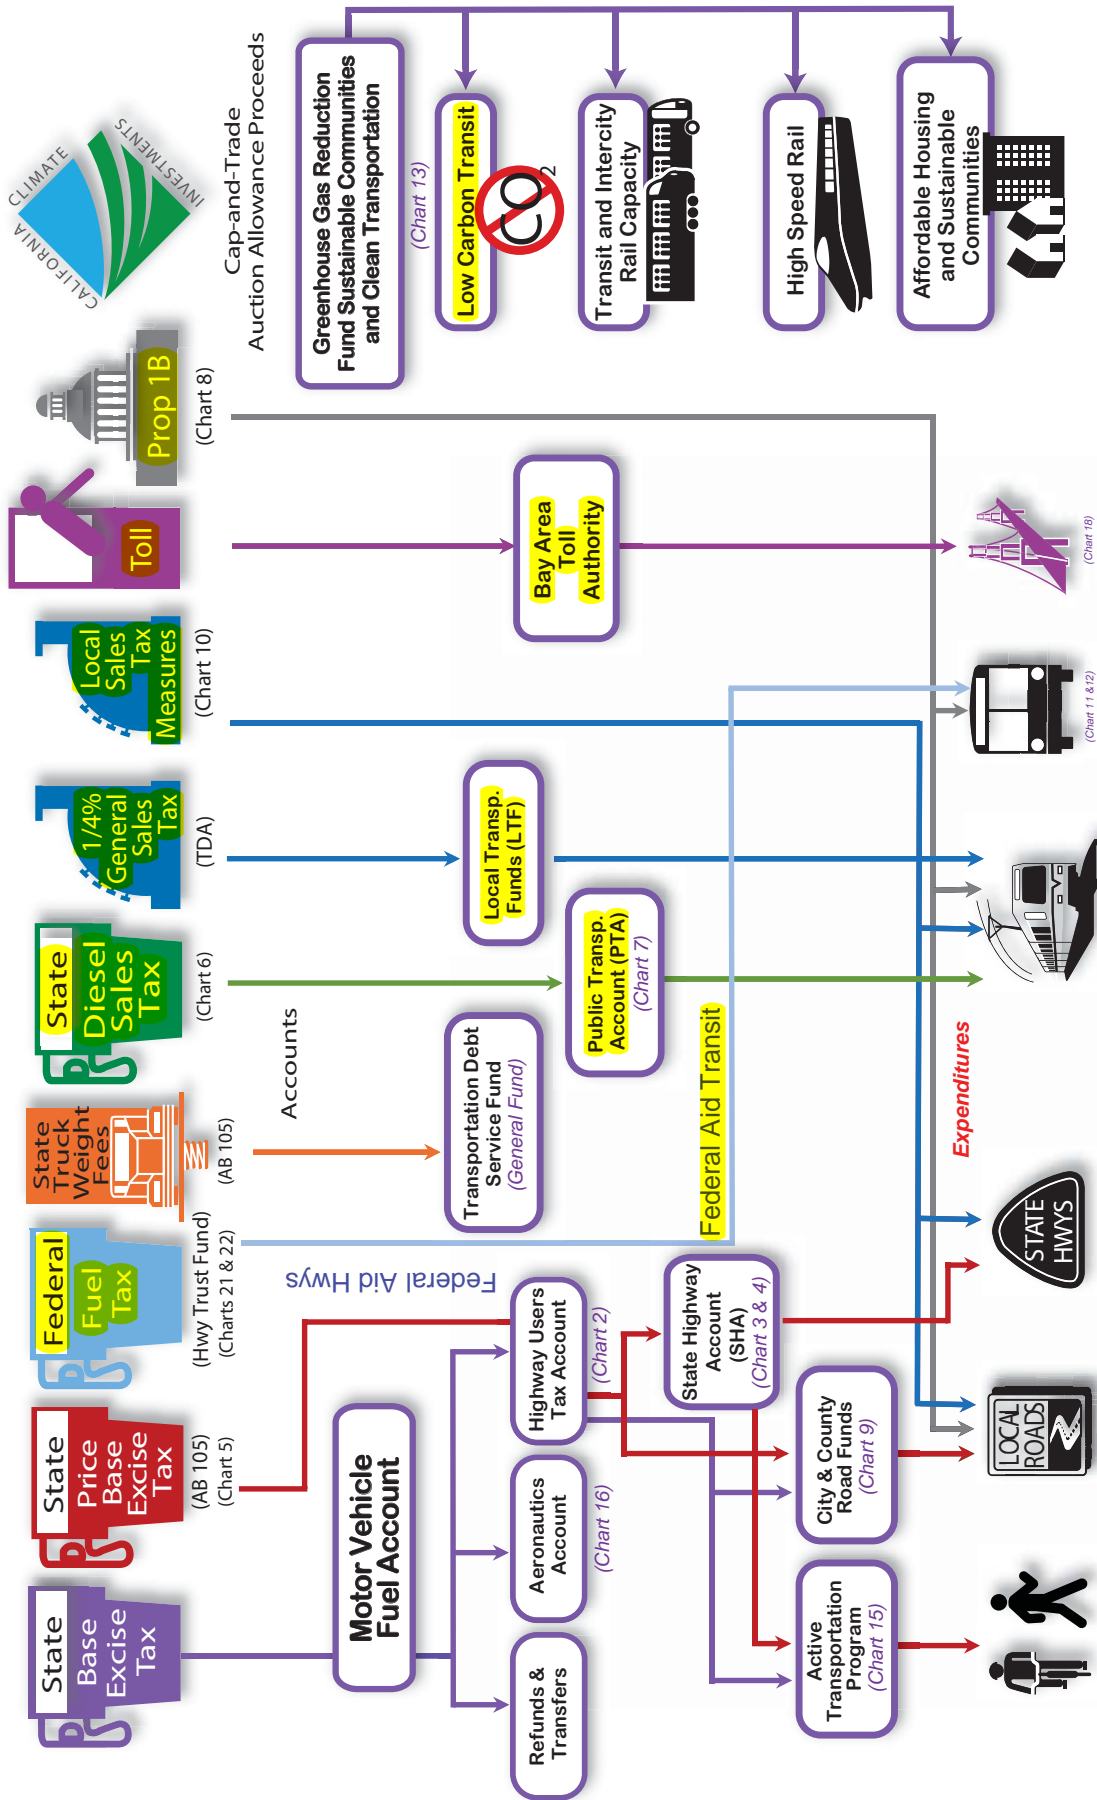 State
Base
Excise
Tax
State
Price
Base
Excise
Tax
(AB 105)
(Chart 5)
Federal
Fuel
Tax
(Hwy Trust Fund)
(Charts 21 & 22)
State
Truck
Weight
Fees
(AB 105)
State
Diesel
Sales
Tax
(Chart 6)
1/4%
General
Sales
Tax
(TDA)
Local
Sales
Tax
Measures
(Chart 10)
Toll
Prop 1B
(Chart 8)
CALIFORNIA
CLIMATE
INVESTMENTS
Cap-and-Trade
Auction Allowance Proceeds
Accounts
Motor Vehicle
Fuel Account
Federal Aid Hwys
Greenhouse Gas Reduction
Fund Sustainable Communities
and Clean Transportation
(Chart 13)
Refunds &
Transfers
Aeronautics
Account
(Chart 16)
Highway Users
Tax Account
(Chart 2)
Transportation Debt
Service Fund
(General Fund)
Local Transp.
Funds (LTF)
Public Transp.
Account (PTA)
(Chart 7)
Bay Area
Toll
Authority
Low Carbon Transit
CO2
Transit and Intercity
Rail Capacity
State Highway
Account
(SHA)
(Chart 3 & 4)
Federal Aid Transit
High Speed Rail
Active
Transportation
Program
(Chart 15)
City & County
Road Funds
(Chart 9)
Affordable Housing
and Sustainable
Communities
Expenditures
LOCAL
ROADS
STATE
HWYS
(Chart 11 &12)
(Chart 18)